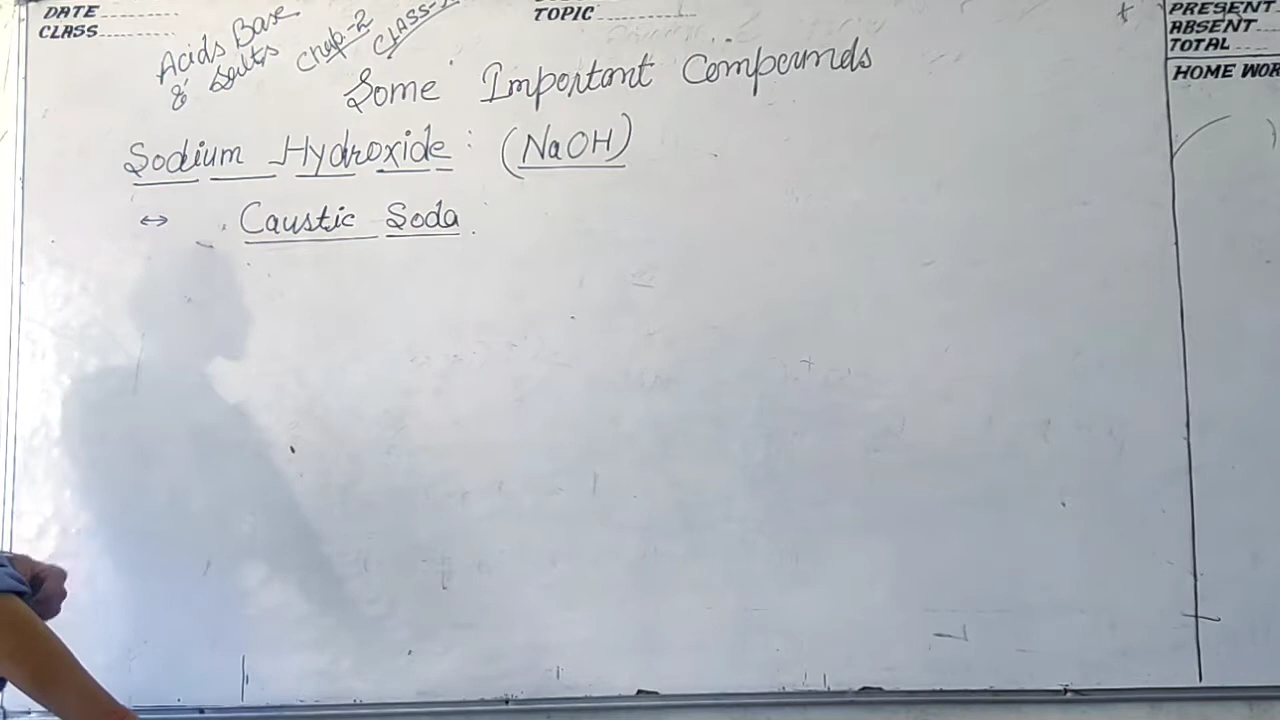 DATE
CLASS
TOPIC
PRESENT
ABSENT
TOTAL
HOME WOR
Acids Base
& Salts
Chap-2
CLASS-
Some Important Compounds
Sodium Hydroxide : (NaOH)
↔ Caustic Soda.